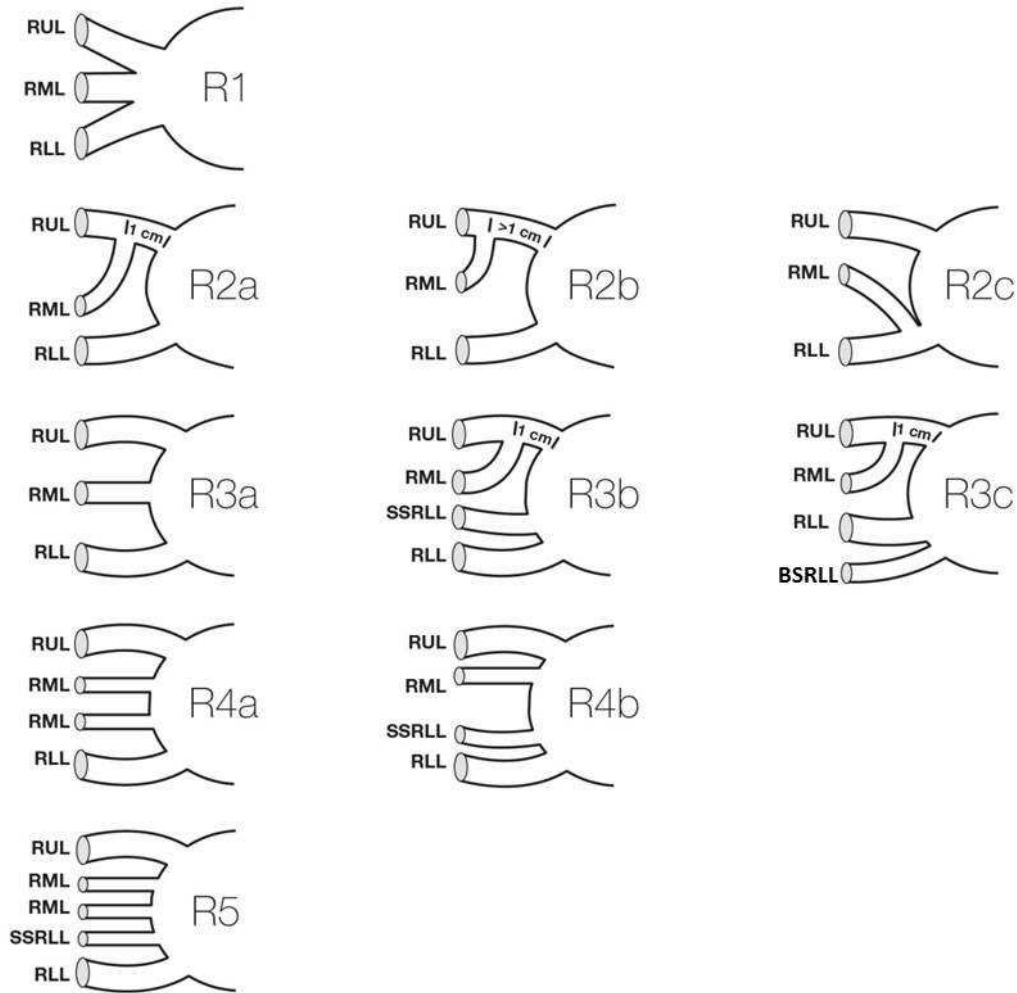 RUL
RML
RLL
R1
RUL
1 cm
RML
RLL
R2a
RUL
>1 cm
RML
RLL
R2b
RUL
RML
RLL
R2c
RUL
RML
RLL
R3a
RUL
1 cm
RML
SSRLL
RLL
R3b
RUL
1 cm
RML
RLL
BSRLL
R3c
RUL
RML
RML
RLL
R4a
RUL
RML
SSRLL
RLL
R4b
RUL
RML
RML
SSRLL
RLL
R5